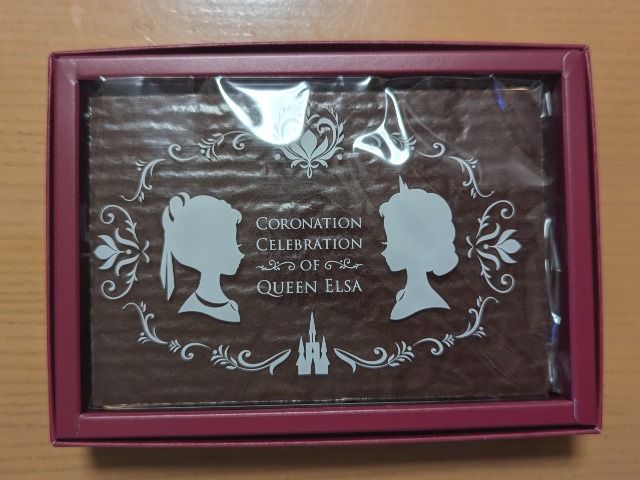 CORONATION
CELEBRATION
OF
QUEEN ELSA